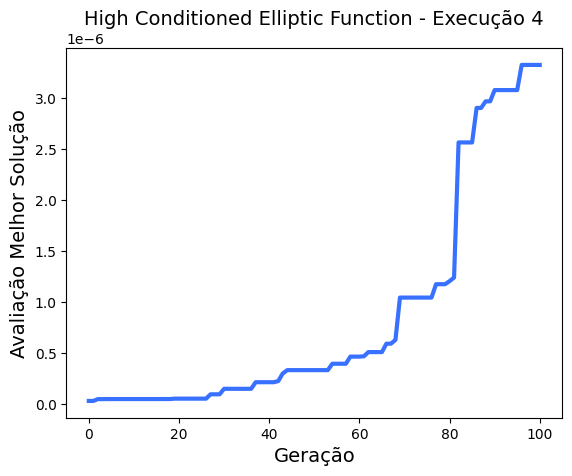 High Conditioned Elliptic Function - Execução 4
1e−6
3.0
2.5
2.0
1.5
1.0
0.5
0.0
Avaliação Melhor Solução
0 20 40 60 80 100
Geração